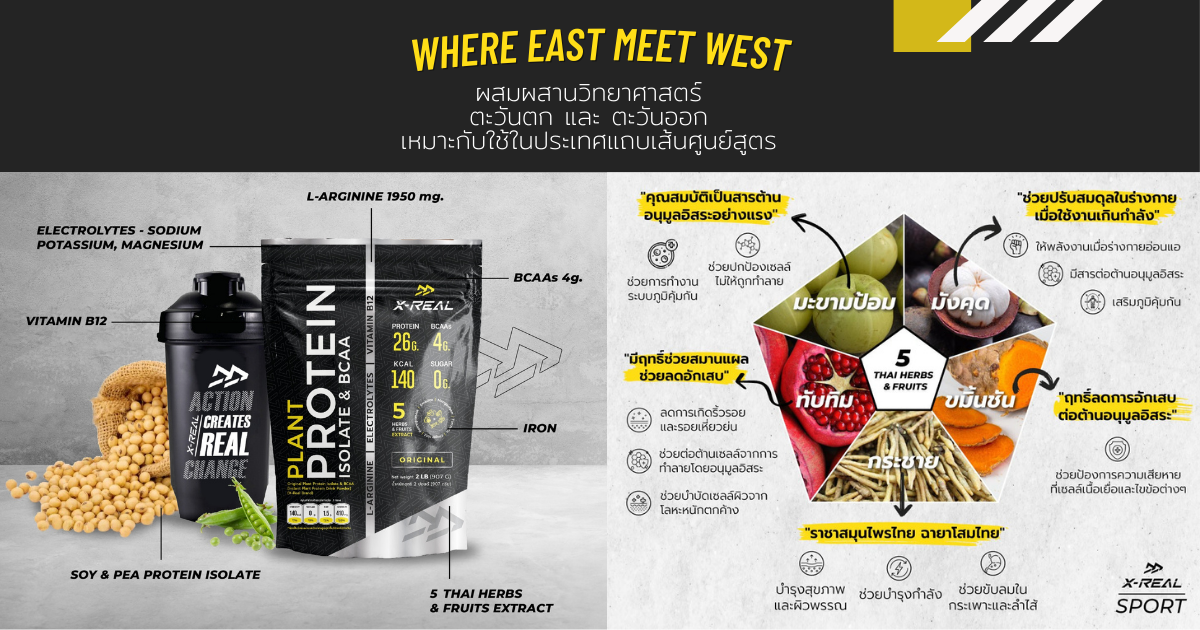 WHERE EAST MEET WEST
ผสมผสานวิทยาศาสตร์
ตะวันตก และ ตะวันออก
เหมาะกับใช้ในประเทศแถบเส้นศูนย์สูตร
L-ARGININE 1950 mg.
ELECTROLYTES - SODIUM
POTASSIUM, MAGNESIUM
BCAAs 4g.
VITAMIN B12
IRON
SOY & PEA PROTEIN ISOLATE
5 THAI HERBS
& FRUITS EXTRACT
ACTION
X-REAL
CREATES
REAL
CHANGE
PLANT
PROTEIN
ISOLATE & BCAA
L-ARGININE
ELECTROLYTES
VITAMIN B12
X-REAL
PROTEIN
26G.
BCAAs
4G.
KCAL
140
SUGAR
0G.
5
HERBS
& FRUITS
EXTRACT
ORIGINAL
Net weight 2 LB (907 G)
"คุณสมบัติเป็นสารต้าน
อนุมูลอิสระอย่างแรง"
ช่วยการทำงาน
ระบบภูมิคุ้มกัน
ช่วยปกป้องเซลล์
ไม่ให้ถูกทำลาย
"ช่วยปรับสมดุลในร่างกาย
เมื่อใช้งานเกินกำลัง"
ให้พลังงานเมื่อร่างกายอ่อนแอ
มีสารต่อต้านอนุมูลอิสระ
เสริมภูมิคุ้มกัน
มะขามป้อม
มังคุด
5
THAI HERBS
& FRUITS
ทับทิม
ขมิ้นชัน
กระชาย
"มีฤทธิ์ช่วยสมานแผล
ช่วยลดอักเสบ"
ลดการเกิดริ้วรอย
และรอยเหี่ยวย่น
ช่วยต่อต้านเซลล์จากการ
ทำลายโดยอนุมูลอิสระ
ช่วยบำบัดเซลล์ผิวจาก
โลหะหนักตกค้าง
"ฤทธิ์ลดการอักเสบ
ต่อต้านอนุมูลอิสระ"
ช่วยป้องการความเสียหาย
ที่เซลล์เนื้อเยื่อและไขข้อต่างๆ
"ราชาสมุนไพรไทย ฉายาโสมไทย"
บำรุงสุขภาพ
และผิวพรรณ
ช่วยบำรุงกำลัง
ช่วยขับลมใน
กระเพาะและลำไส้
X-REAL
SPORT